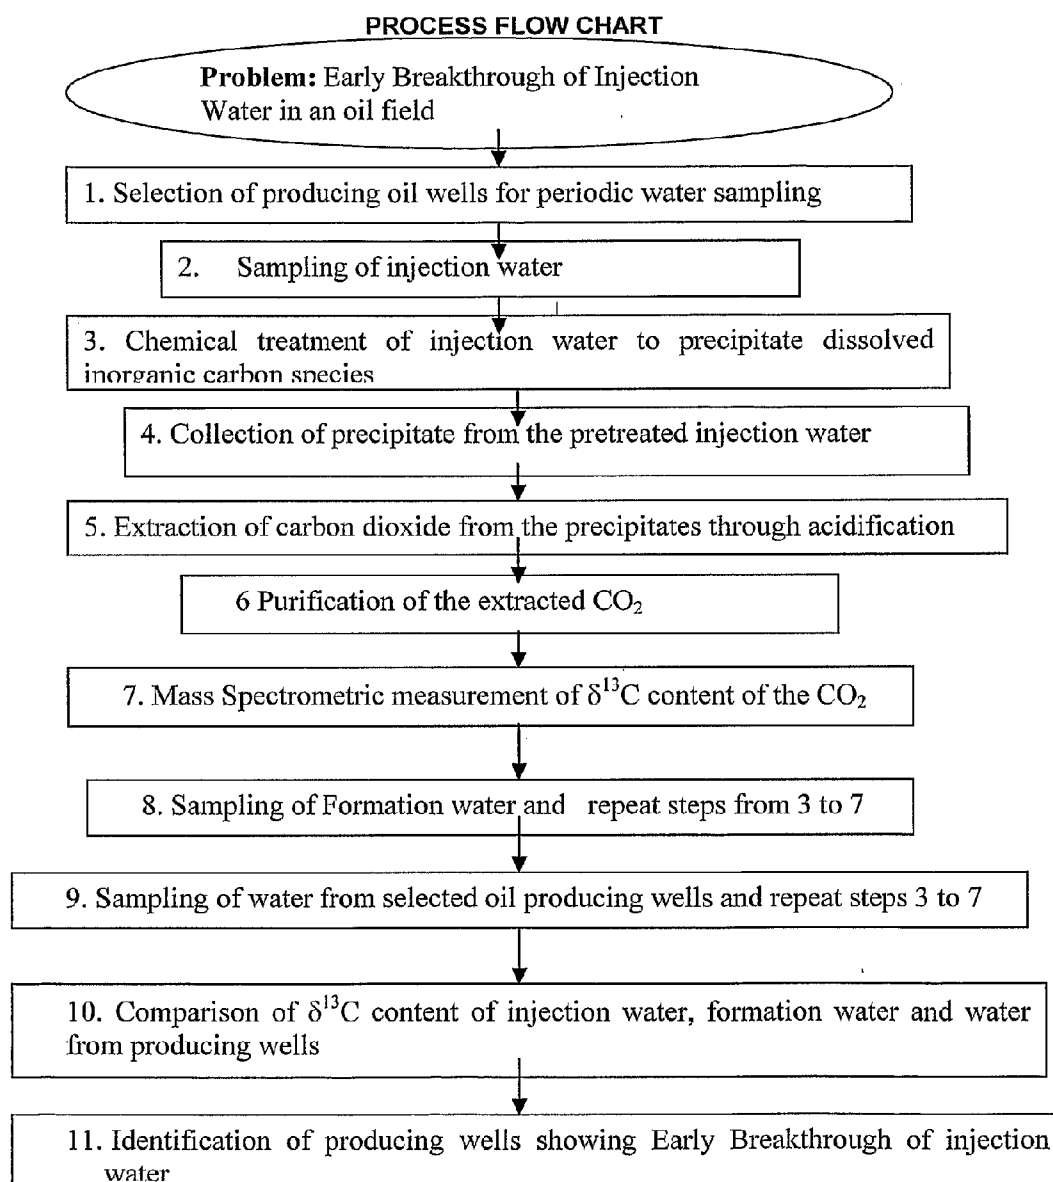 PROCESS FLOW CHART
Problem: Early Breakthrough of Injection
Water in an oil field
1. Selection of producing oil wells for periodic water sampling
2. Sampling of injection water
3. Chemical treatment of injection water to precipitate dissolved
inorganic carbon species
4. Collection of precipitate from the pretreated injection water
5. Extraction of carbon dioxide from the precipitates through acidification
6 Purification of the extracted CO₂
7. Mass Spectrometric measurement of δ¹³C content of the CO₂
8. Sampling of Formation water and repeat steps from 3 to 7
9. Sampling of water from selected oil producing wells and repeat steps 3 to 7
10. Comparison of δ¹³C content of injection water, formation water and water
from producing wells
11. Identification of producing wells showing Early Breakthrough of injection
water